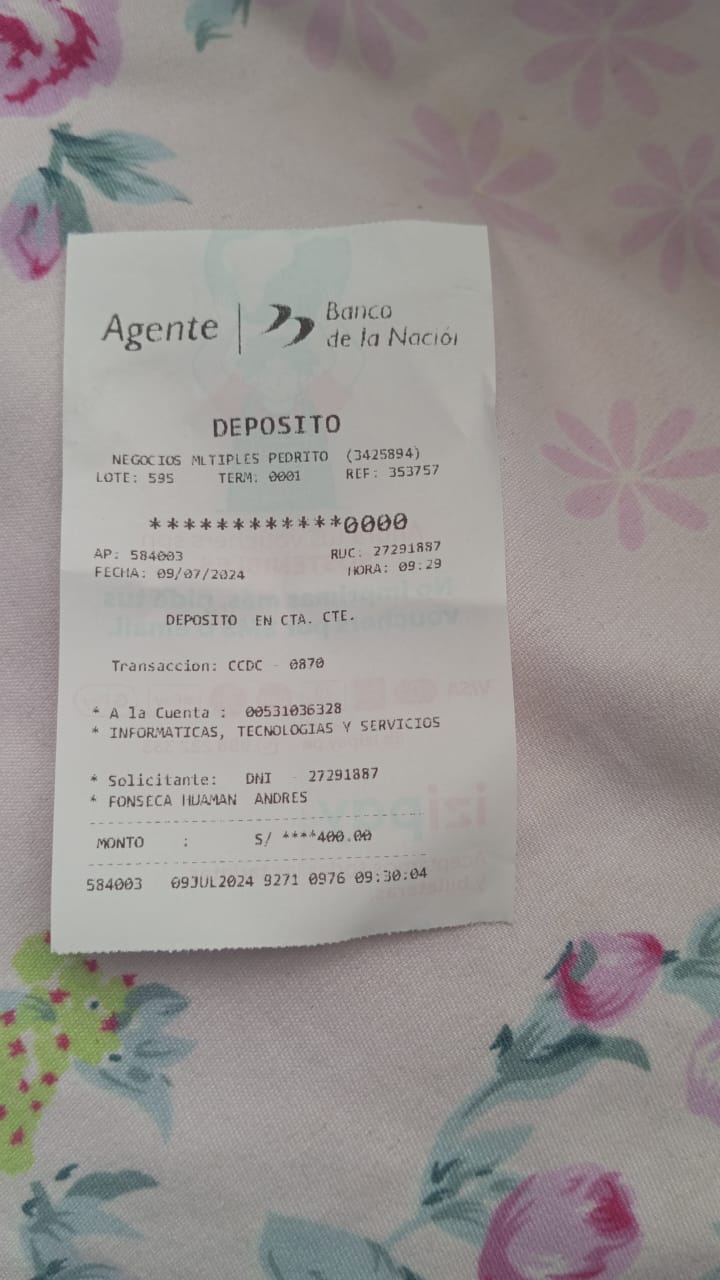 Agente
Banco
de la Nación
DEPOSITO
NEGOCIOS MLTIPLES PEDRITO (3425894)
LOTE: 595 TERM: 0001 REF: 353757
************0000
AP: 584003 RUC: 27291887
FECHA: 09/07/2024 HORA: 09:29
DEPOSITO EN CTA. CTE.
Transaccion: CCDC - 0870
* A la Cuenta : 00531036328
* INFORMATICAS, TECNOLOGIAS Y SERVICIOS
* Solicitante: DNI - 27291887
* FONSECA HUAMAN ANDRES
MONTO : S/ ****400.00
584003 09JUL2024 9271 0976 09:30:04
izipay